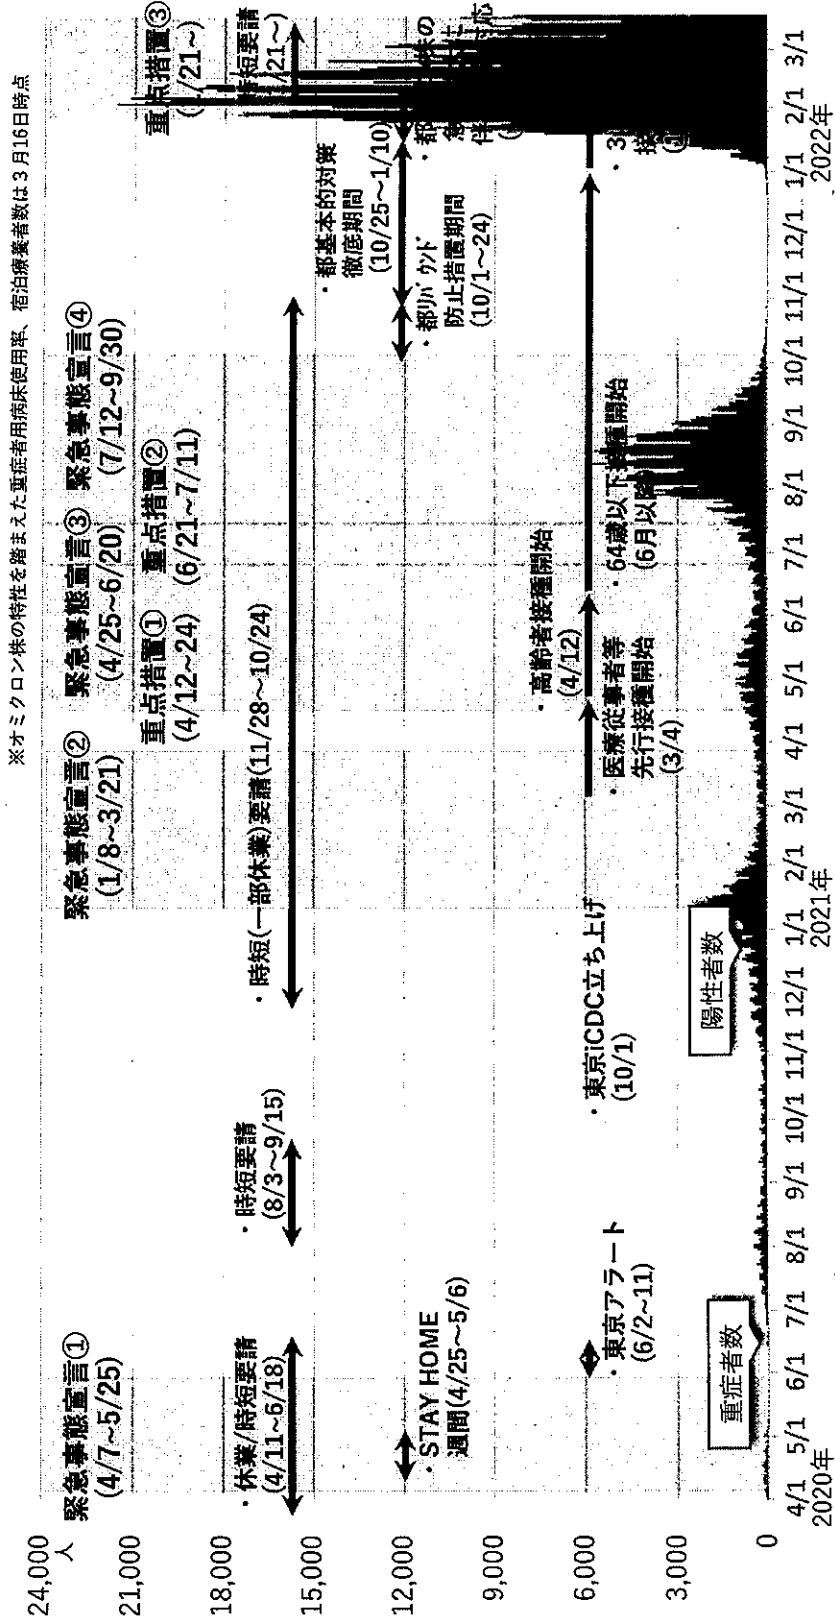 ※オミクロン株の特性を踏まえた重症者用病床使用率、宿泊療養者数は3月16日時点
24,000
人
21,000
18,000
15,000
12,000
9,000
6,000
3,000
0
緊急事態宣言①
(4/7~5/25)
緊急事態宣言②
(1/8~3/21)
緊急事態宣言③
(4/25~6/20)
緊急事態宣言④
(7/12~9/30)
重点措置①
(4/12~24)
重点措置②
(6/21~7/11)
重点措置③
/21~)
・休業/時短要請
(4/11~6/18)
・時短要請
(8/3~9/15)
・時短(一部休業)要請(11/28~10/24)
時短要請
/21~)
・STAY HOME
週間(4/25~5/6)
・都リバウンド
防止措置期間
(10/1~24)
・都基本的対策
徹底期間
(10/25~1/10)
・都
株の
急
伴
応
・東京アラート
(6/2~11)
・東京iCDC立ち上げ
(10/1)
・医療従事者等
先行接種開始
(3/4)
・高齢者接種開始
(4/12)
・64歳以下接種開始
(6月以降)
・3
接
重症者数
陽性者数
4/1 5/1 6/1 7/1 8/1 9/1 10/1 11/1 12/1 1/1 2/1 3/1 4/1 5/1 6/1 7/1 8/1 9/1 10/1 11/1 12/1 1/1 2/1 3/1
2020年 2021年 2022年